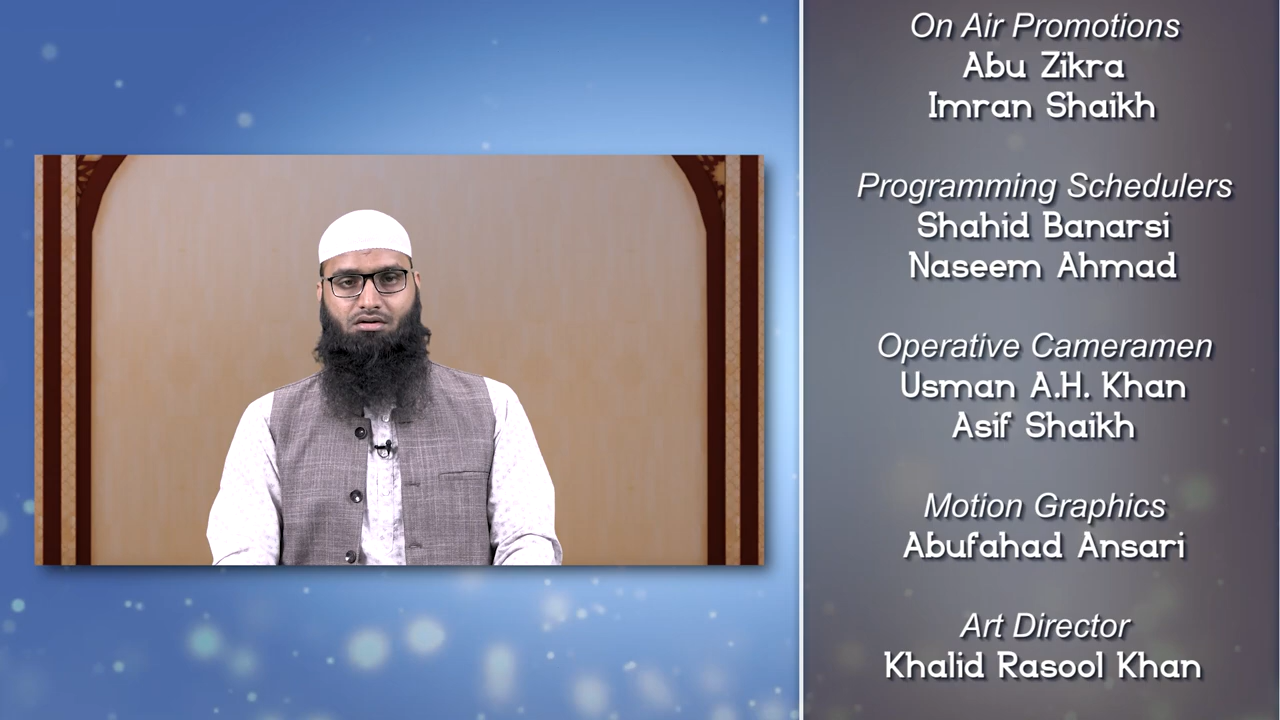 On Air Promotions
Abu Zikra
Imran Shaikh
Programming Schedulers
Shahid Banarsi
Naseem Ahmad
Operative Cameramen
Usman A.H. Khan
Asif Shaikh
Motion Graphics
Abufahad Ansari
Art Director
Khalid Rasool Khan